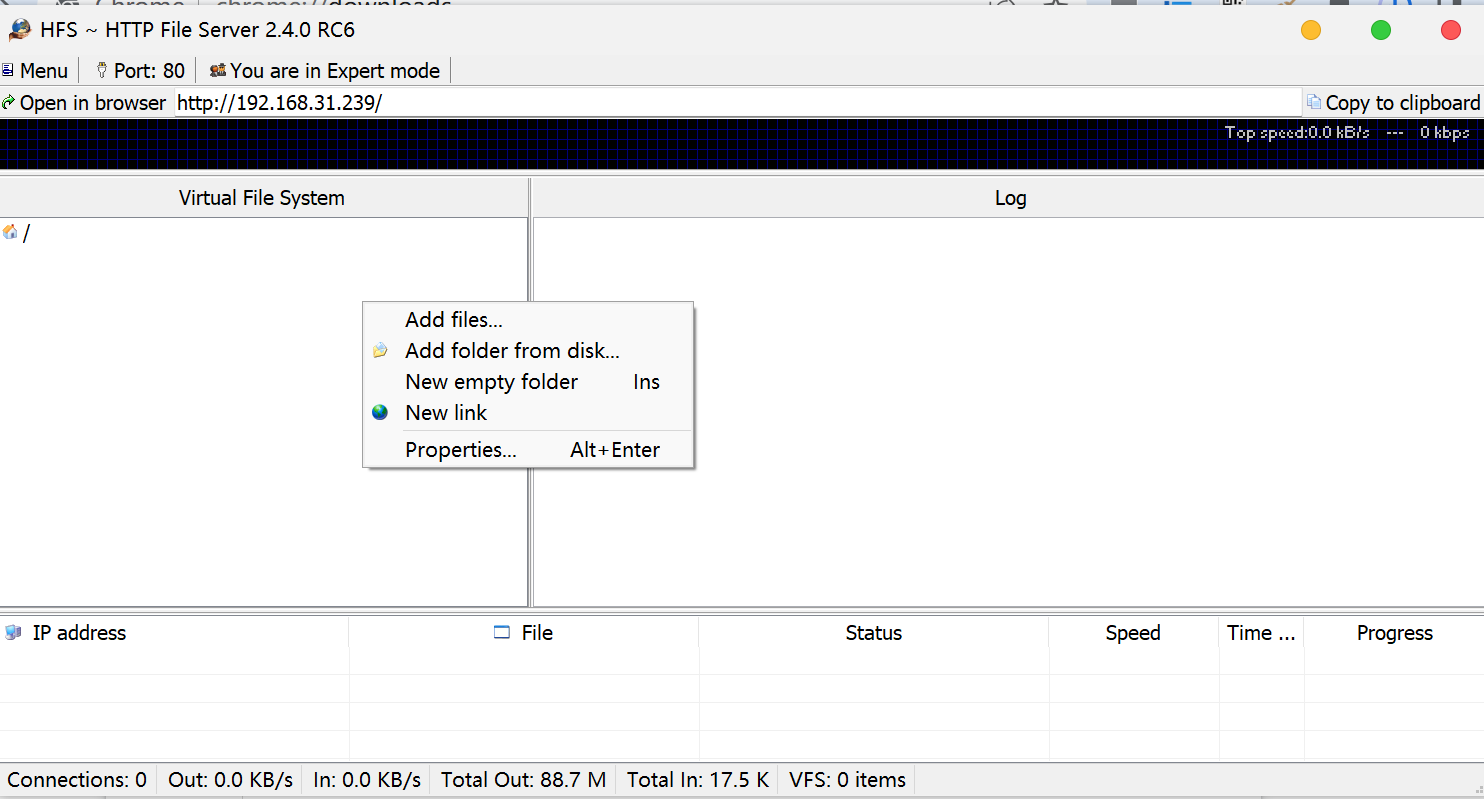 Chrome chrome://downloads
HFS ~ HTTP File Server 2.4.0 RC6
Menu Port: 80 You are in Expert mode
Open in browser http://192.168.31.239/ Copy to clipboard
Top speed:0.0 kB/s --- 0 kbps
Virtual File System Log
/
Add files...
Add folder from disk...
New empty folder Ins
New link
Properties... Alt+Enter
IP address File Status Speed Time ... Progress
Connections: 0 Out: 0.0 KB/s In: 0.0 KB/s Total Out: 88.7 M Total In: 17.5 K VFS: 0 items